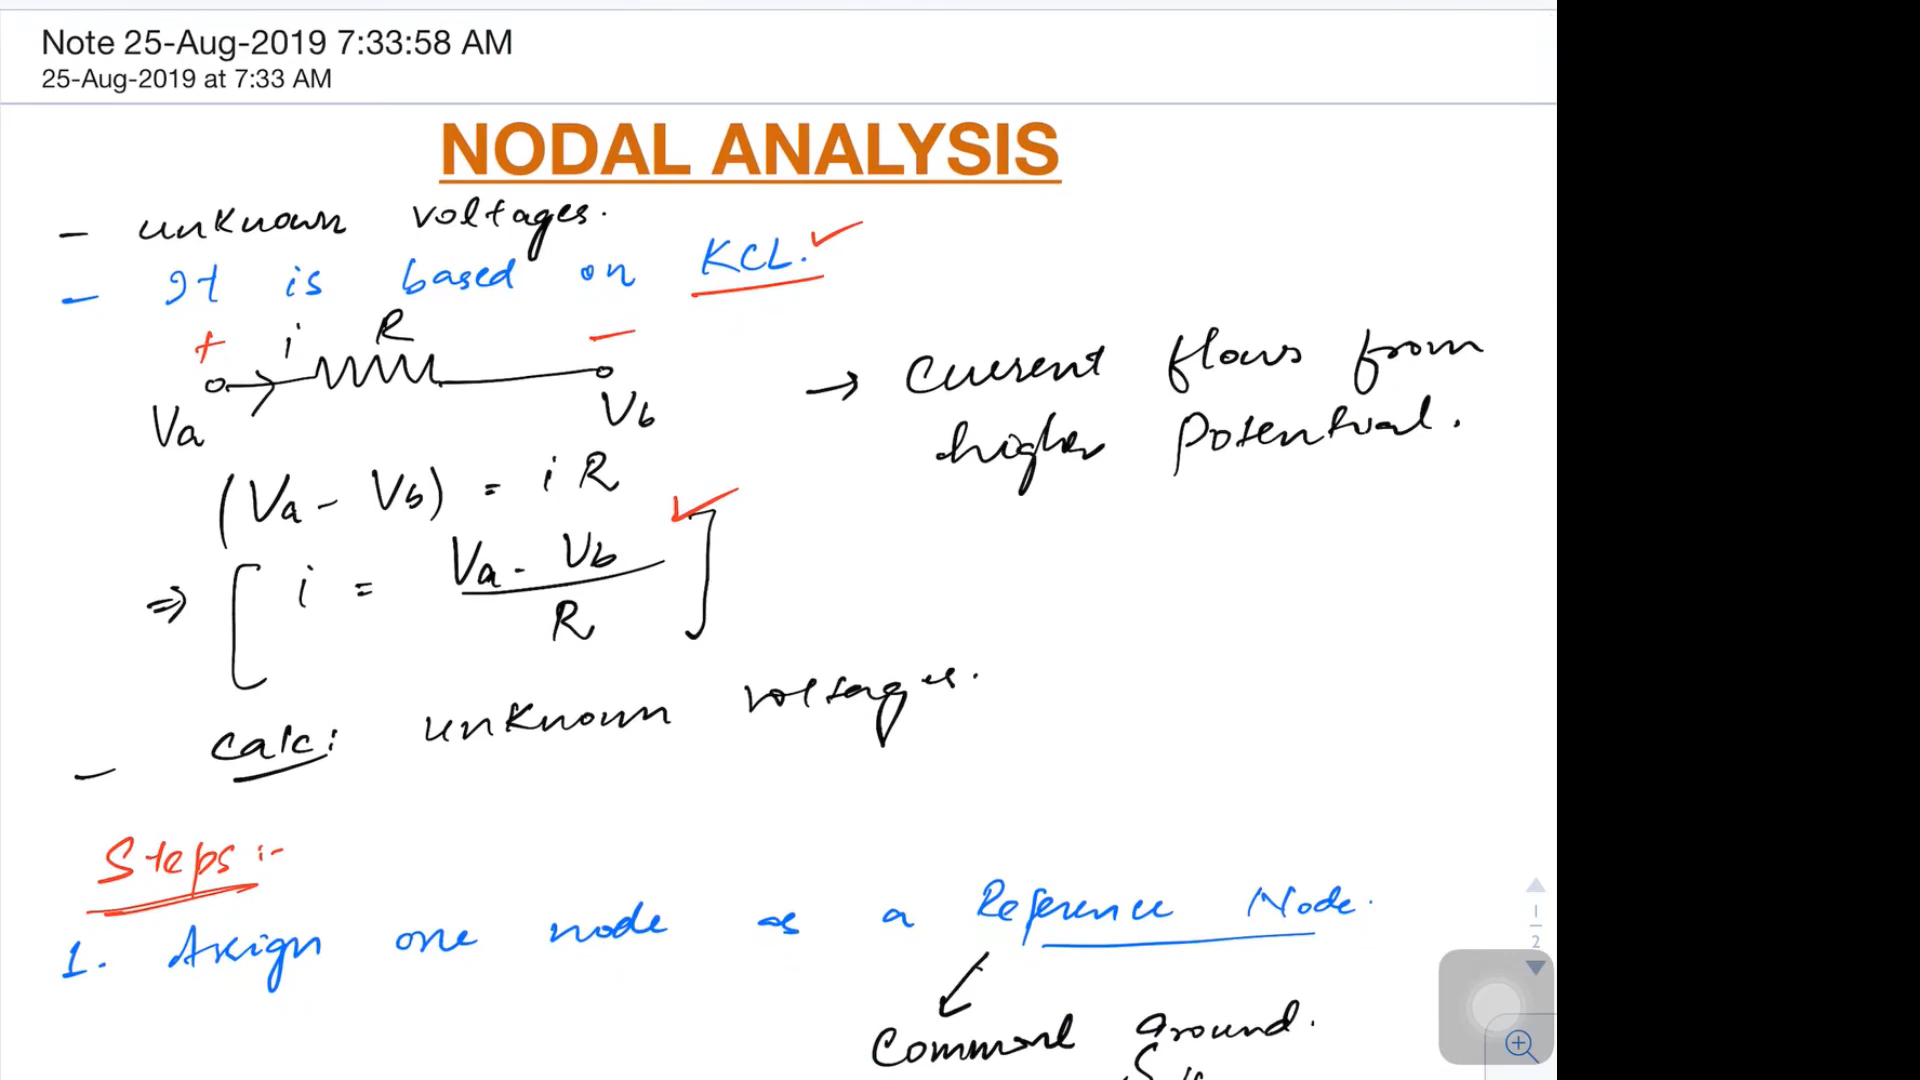 Note 25-Aug-2019 7:33:58 AM
25-Aug-2019 at 7:33 AM
NODAL ANALYSIS
- unknown voltages.
- It is based on KCL.
+ i R -
Va Vb
→ Current flows from
higher Potential.
(Va - Vb) = i R
⇒ [ i = Va - Vb / R ]
- Calc: unknown voltages.
Steps :-
1. Assign one node as a Reference Node.
Common Ground.
1
2